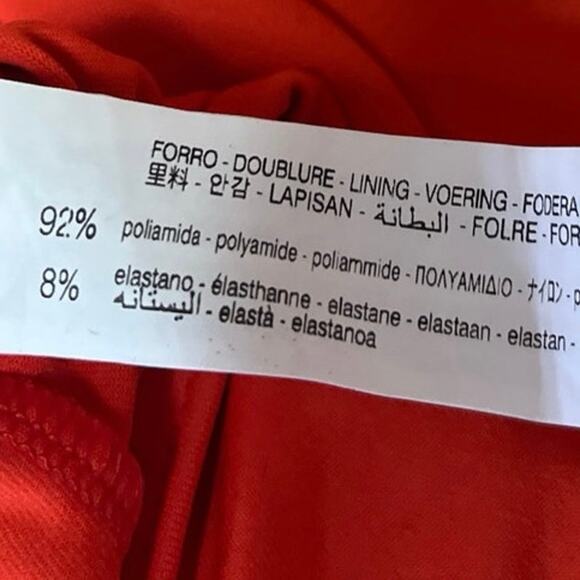 FORRO - DOUBLURE - LINING - VOERING - FODERA
里料 - 안감 - LAPISAN - البطانة - FOLRE - FOR
92% poliamida - polyamide - poliammide - ΠΟΛΥΑΜΙΔΙΟ - ナイロン - p
8% elastano - élasthanne - elastane - elastaan - elastan -
اليستانه - elastà - elastanoa